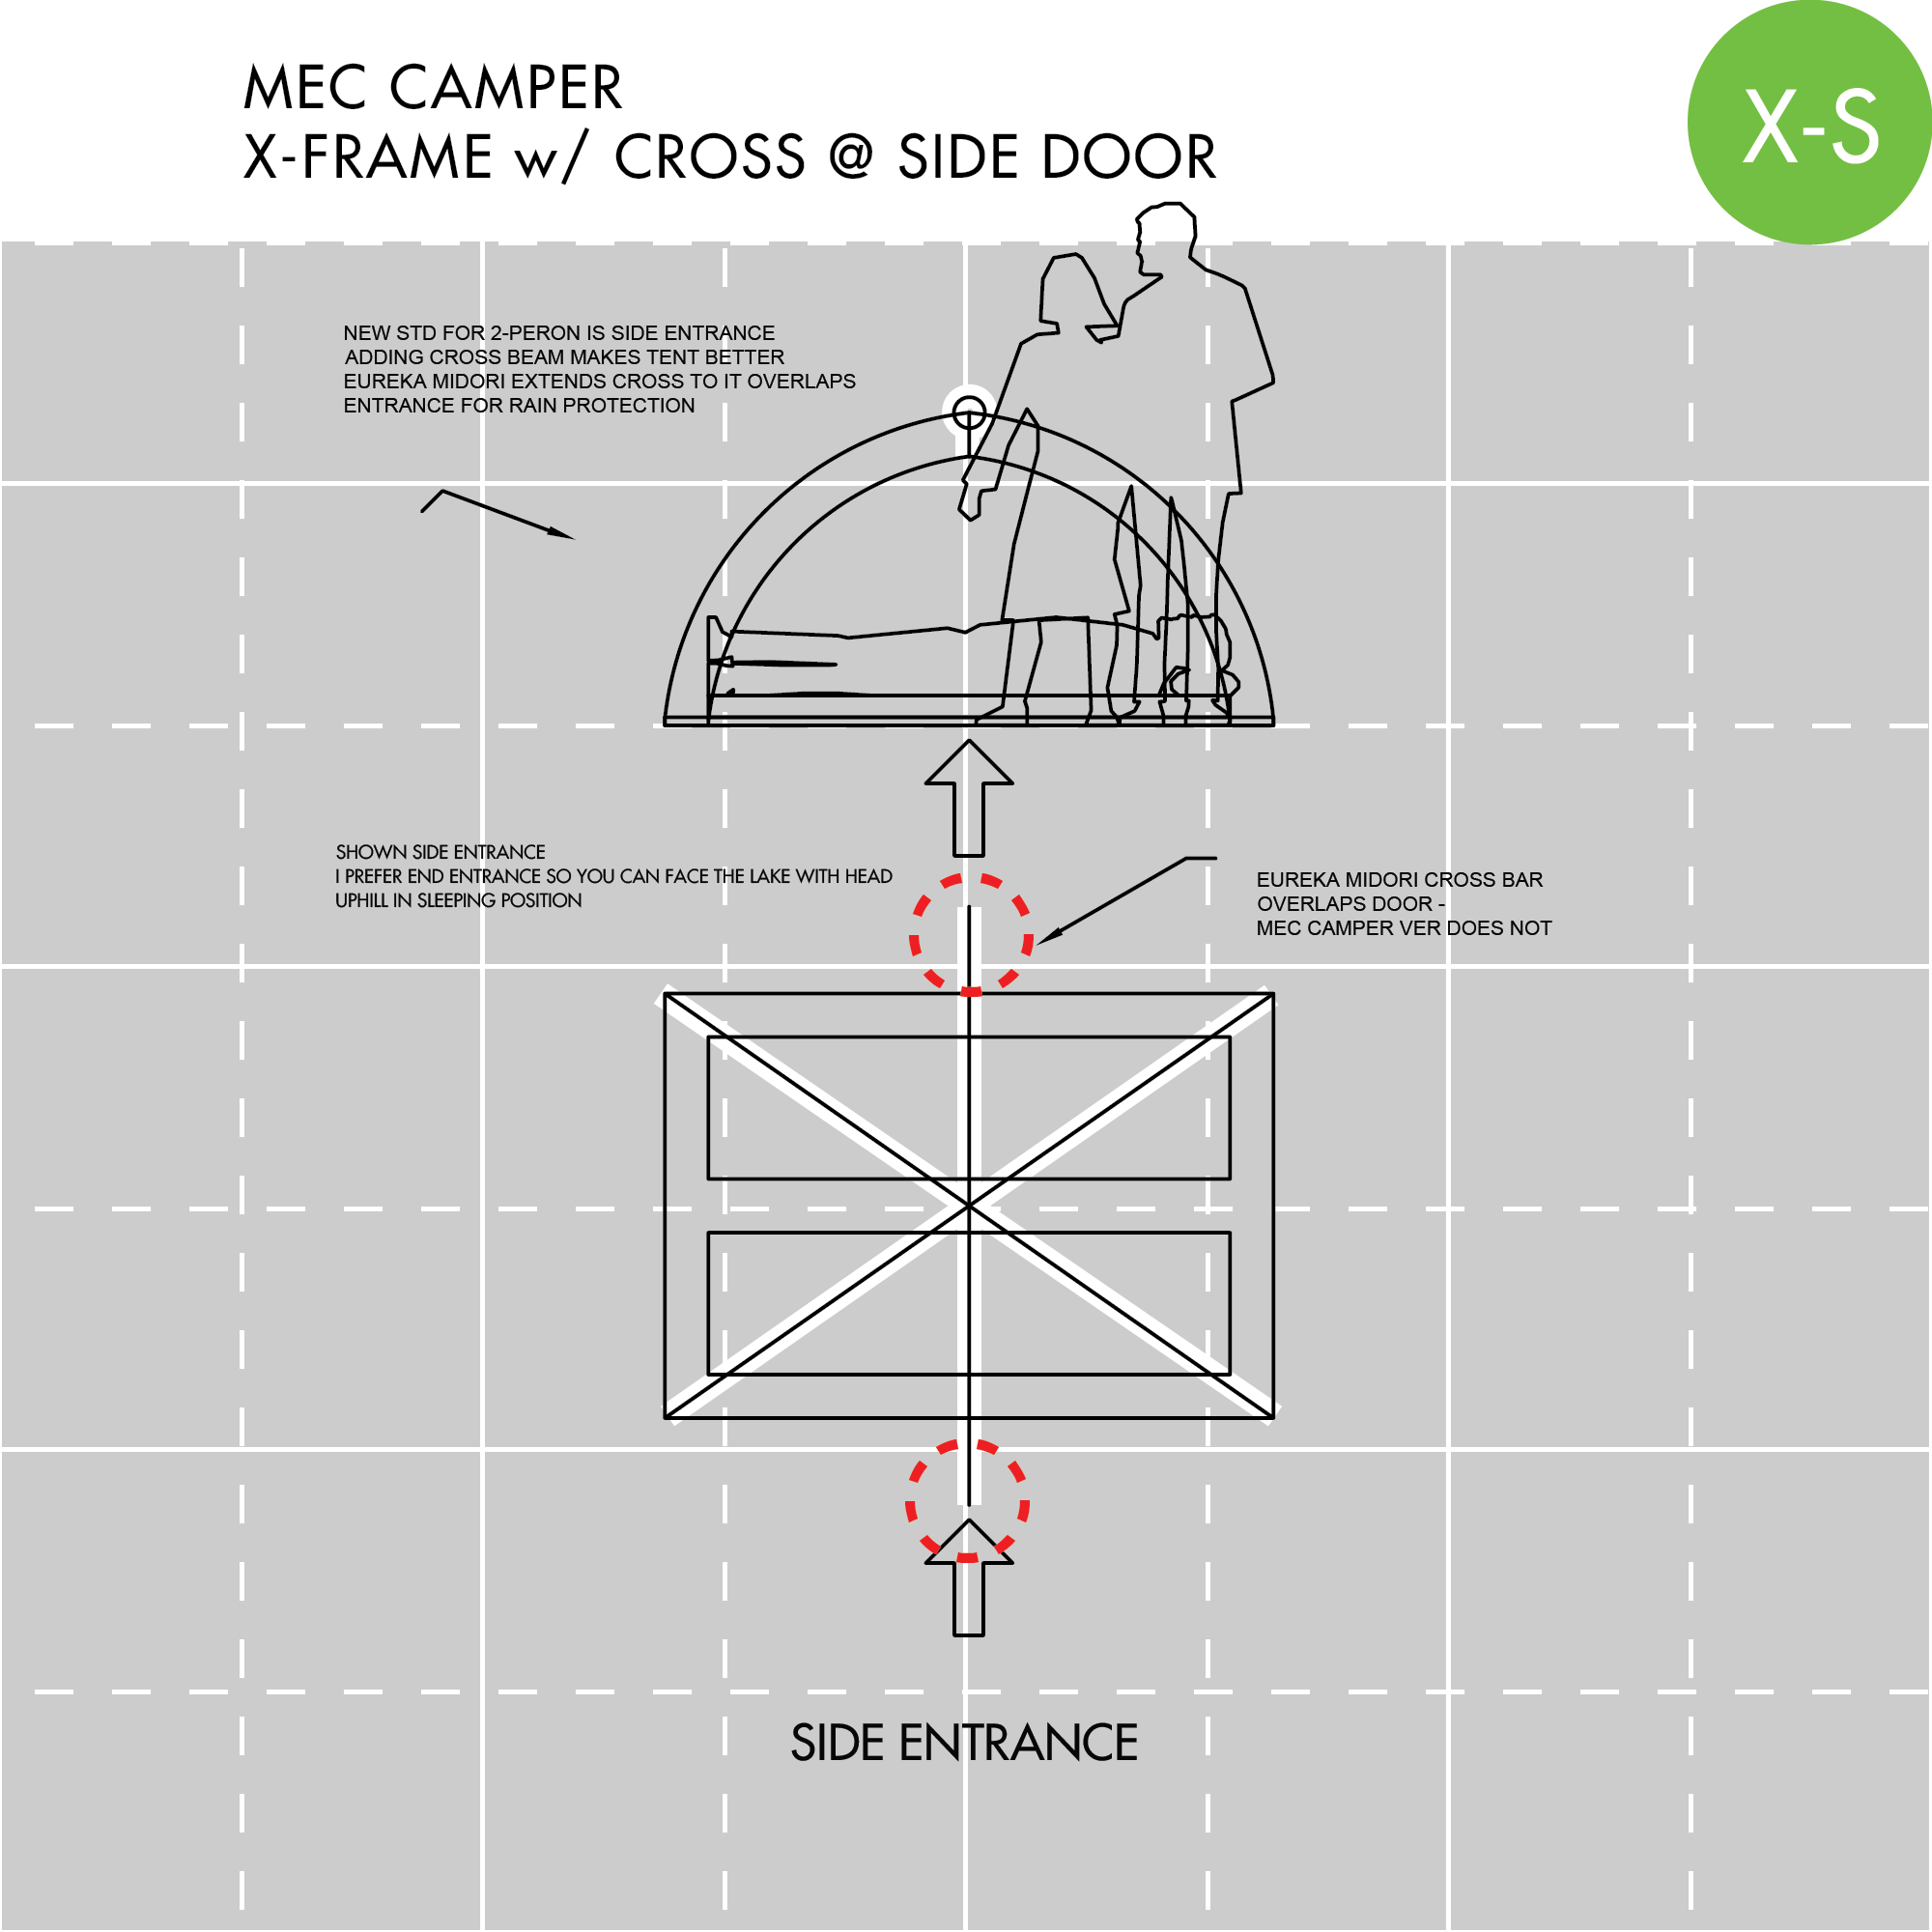 MEC CAMPER
X-FRAME w/ CROSS @ SIDE DOOR
X-S
NEW STD FOR 2-PERON IS SIDE ENTRANCE
ADDING CROSS BEAM MAKES TENT BETTER
EUREKA MIDORI EXTENDS CROSS TO IT OVERLAPS
ENTRANCE FOR RAIN PROTECTION
SHOWN SIDE ENTRANCE
I PREFER END ENTRANCE SO YOU CAN FACE THE LAKE WITH HEAD
UPHILL IN SLEEPING POSITION
EUREKA MIDORI CROSS BAR
OVERLAPS DOOR -
MEC CAMPER VER DOES NOT
SIDE ENTRANCE